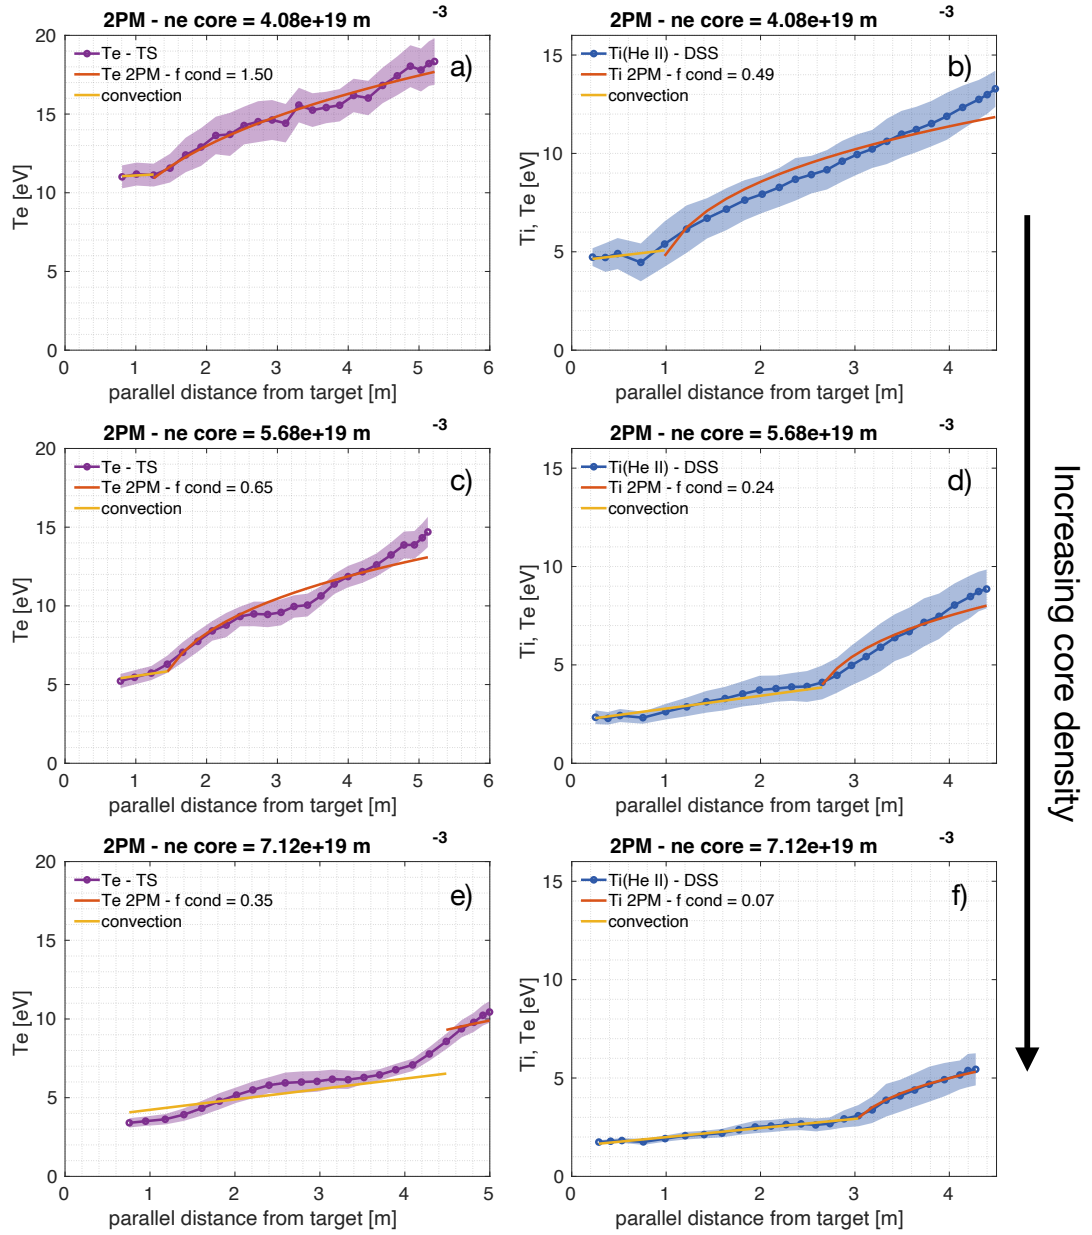 2PM - ne core = 4.08e+19 m -3
Te - TS
Te 2PM - f cond = 1.50
convection
a)
20
15
10
5
0
Te [eV]
0 1 2 3 4 5 6
parallel distance from target [m]
2PM - ne core = 4.08e+19 m -3
Ti(He II) - DSS
Ti 2PM - f cond = 0.49
convection
b)
15
10
5
0
Ti, Te [eV]
0 1 2 3 4
parallel distance from target [m]
2PM - ne core = 5.68e+19 m -3
Te - TS
Te 2PM - f cond = 0.65
convection
c)
20
15
10
5
0
Te [eV]
0 1 2 3 4 5 6
parallel distance from target [m]
2PM - ne core = 5.68e+19 m -3
Ti(He II) - DSS
Ti 2PM - f cond = 0.24
convection
d)
15
10
5
0
Ti, Te [eV]
0 1 2 3 4
parallel distance from target [m]
2PM - ne core = 7.12e+19 m -3
Te - TS
Te 2PM - f cond = 0.35
convection
e)
20
15
10
5
0
Te [eV]
0 1 2 3 4 5
parallel distance from target [m]
2PM - ne core = 7.12e+19 m -3
Ti(He II) - DSS
Ti 2PM - f cond = 0.07
convection
f)
15
10
5
0
Ti, Te [eV]
0 1 2 3 4
parallel distance from target [m]
Increasing core density